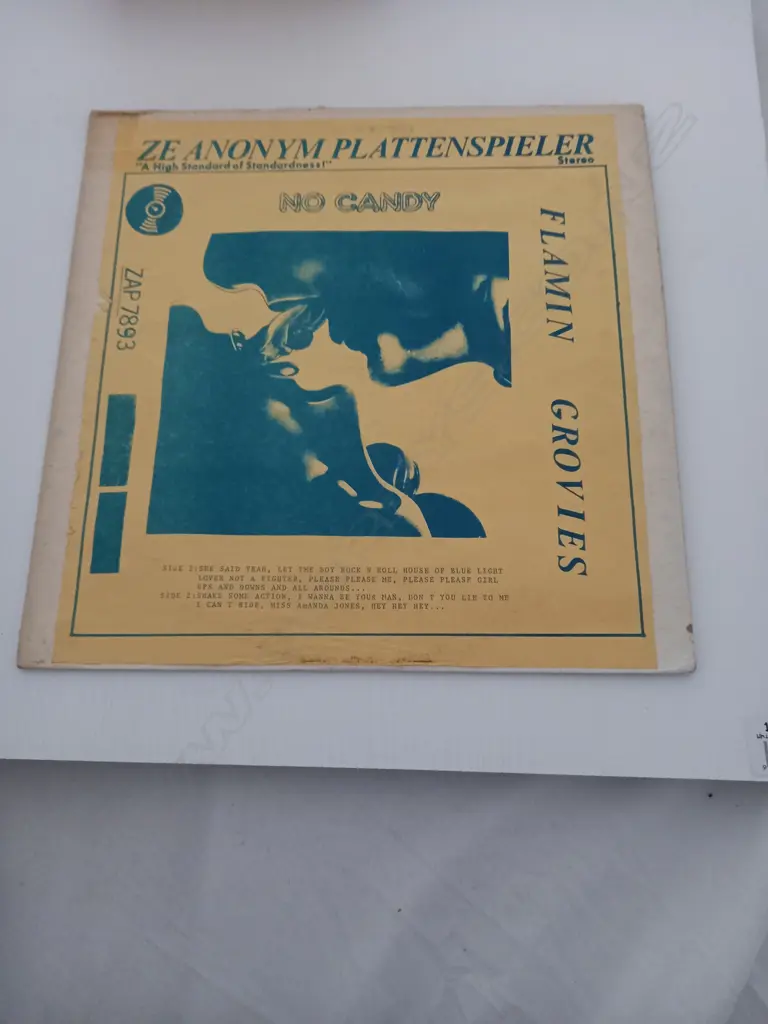 ZE ANONYM PLATTENSPIELER
"A High Standard of Standardness!"
Stereo
NO CANDY
FLAMIN GROVIES
ZAP 7893
SIDE 1:SHE SAID YEAH, LET THE BOY ROCK N ROLL HOUSE OF BLUE LIGHT
LOVER NOT A FIGHTER, PLEASE PLEASE ME, PLEASE PLEASE GIRL
UPS AND DOWNS AND ALL AROUNDS...
SIDE 2:SHAKE SOME ACTION, I WANNA BE YOUR MAN, DON T YOU LIE TO ME
I CAN T HIDE, MISS AMANDA JONES, HEY HEY HEY...